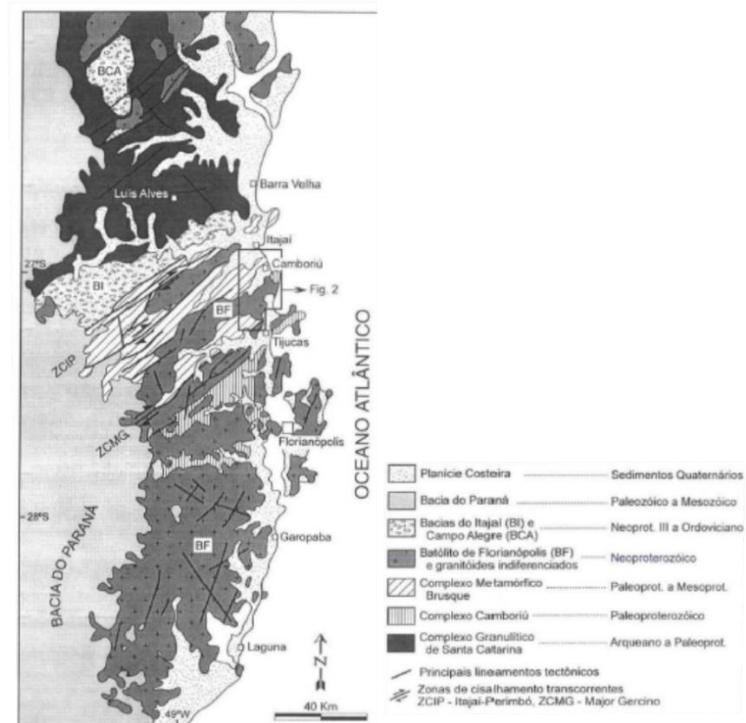 BCA
Luis Alves
Barra Velha
Itajaí
27ºS
Camboriú
BI
Fig. 2
BF
Tijucas
ZCIP
ZCMG
Florianópolis
OCEANO ATLÂNTICO
28ºS
Garopaba
BF
BACIA DO PARANÁ
Laguna
N
40 Km
49ºW
Planície Costeira Sedimentos Quaternários
Bacia do Paraná Paleozóico a Mesozóico
Bacias do Itajaí (BI) e
Campo Alegre (BCA) Neoprot. III a Ordoviciano
Batólito de Florianópolis (BF)
e granitóides indiferenciados Neoproterozóico
Complexo Metamórfico
Brusque Paleoprot. a Mesoprot.
Complexo Camboriú Paleoproterozóico
Complexo Granulítico
de Santa Catarina Arqueano a Paleoprot.
Principais lineamentos tectônicos
Zonas de cisalhamento transcorrentes
ZCIP - Itajaí-Perimbó, ZCMG - Major Gercino